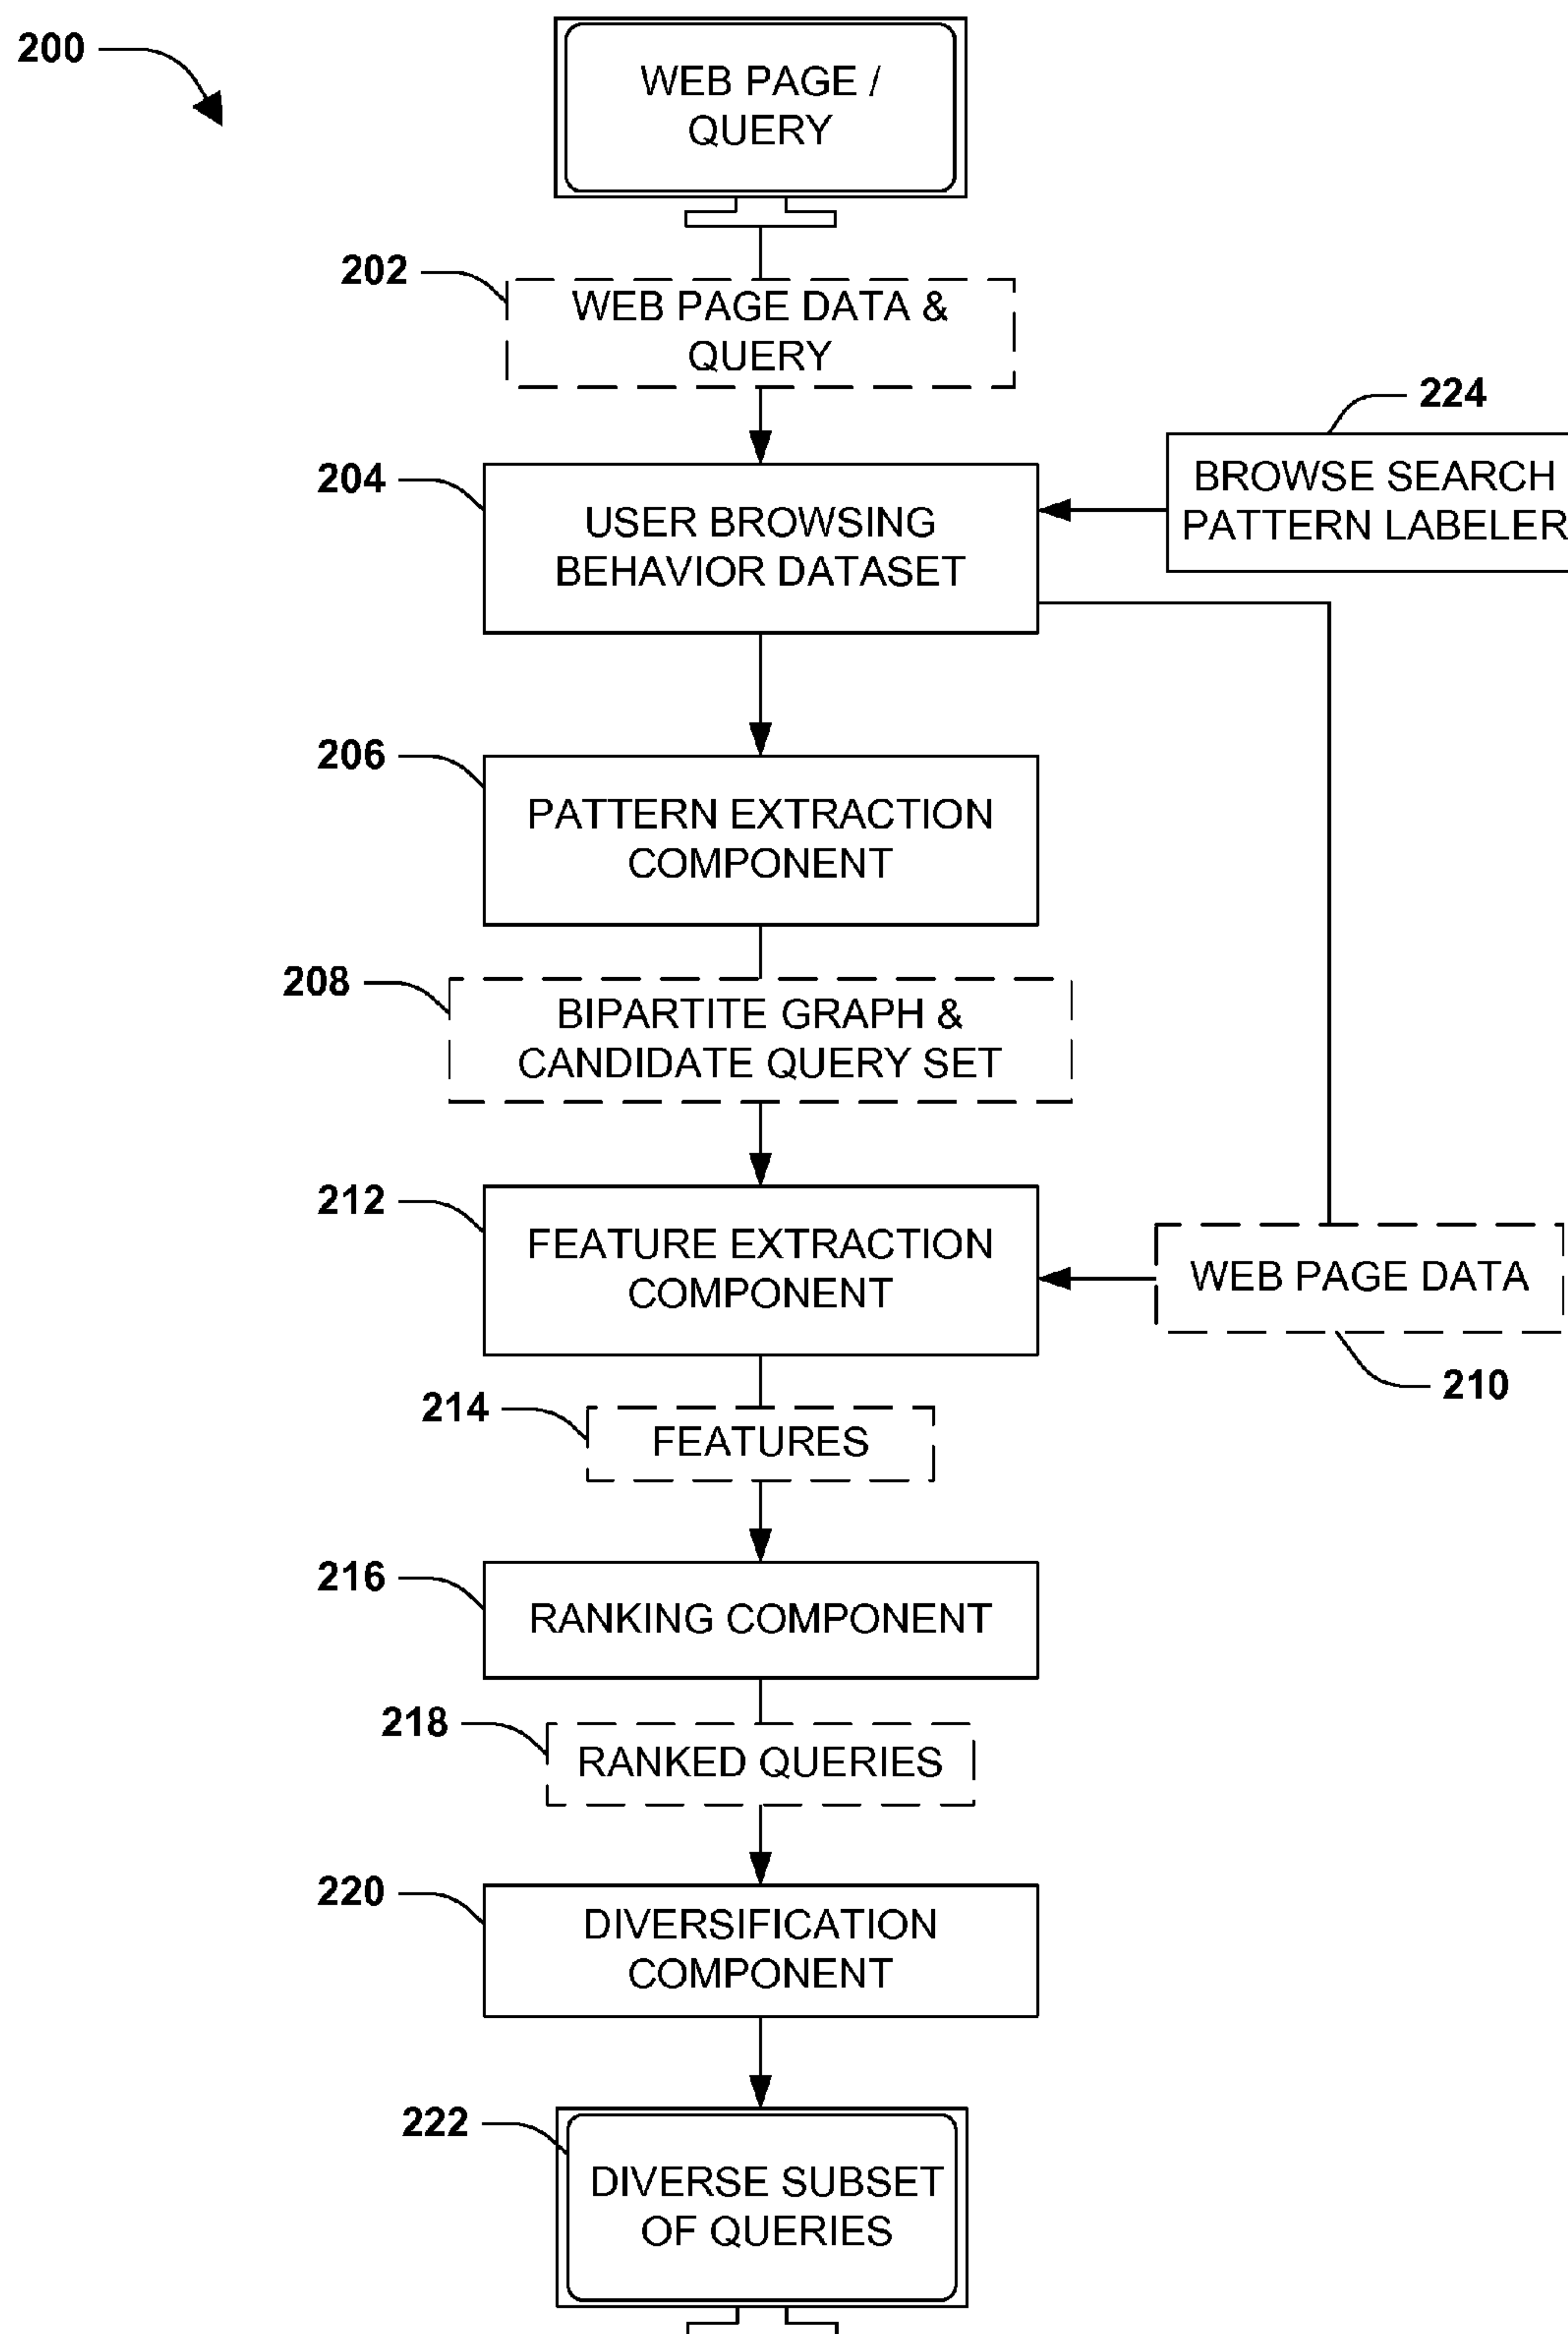 200
WEB PAGE /
QUERY
202
WEB PAGE DATA &
QUERY
224
BROWSE SEARCH
PATTERN LABELER
204
USER BROWSING
BEHAVIOR DATASET
206
PATTERN EXTRACTION
COMPONENT
208
BIPARTITE GRAPH &
CANDIDATE QUERY SET
212
FEATURE EXTRACTION
COMPONENT
WEB PAGE DATA
210
214
FEATURES
216
RANKING COMPONENT
218
RANKED QUERIES
220
DIVERSIFICATION
COMPONENT
222
DIVERSE SUBSET
OF QUERIES